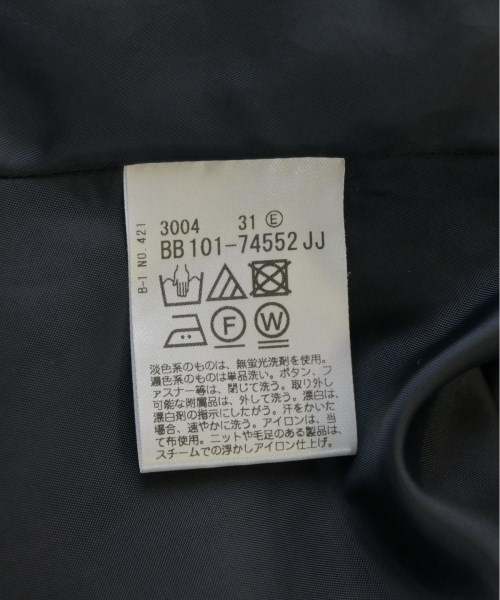 B-I NO.421
3004 31 Ⓔ
BB101-74552JJ
F W
淡色系のものは、無蛍光洗剤を使用。
濃色系のものは単品洗い。ボタン、フ
ァスナー等は、閉じて洗う。取り外し
可能な附属品は、外して洗う。漂白は、
漂白剤の指示にしたがう。汗をかいた
場合、速やかに洗う。アイロンは、当
て布使用。ニットや毛足のある製品は、
スチームでの浮かしアイロン仕上げ。